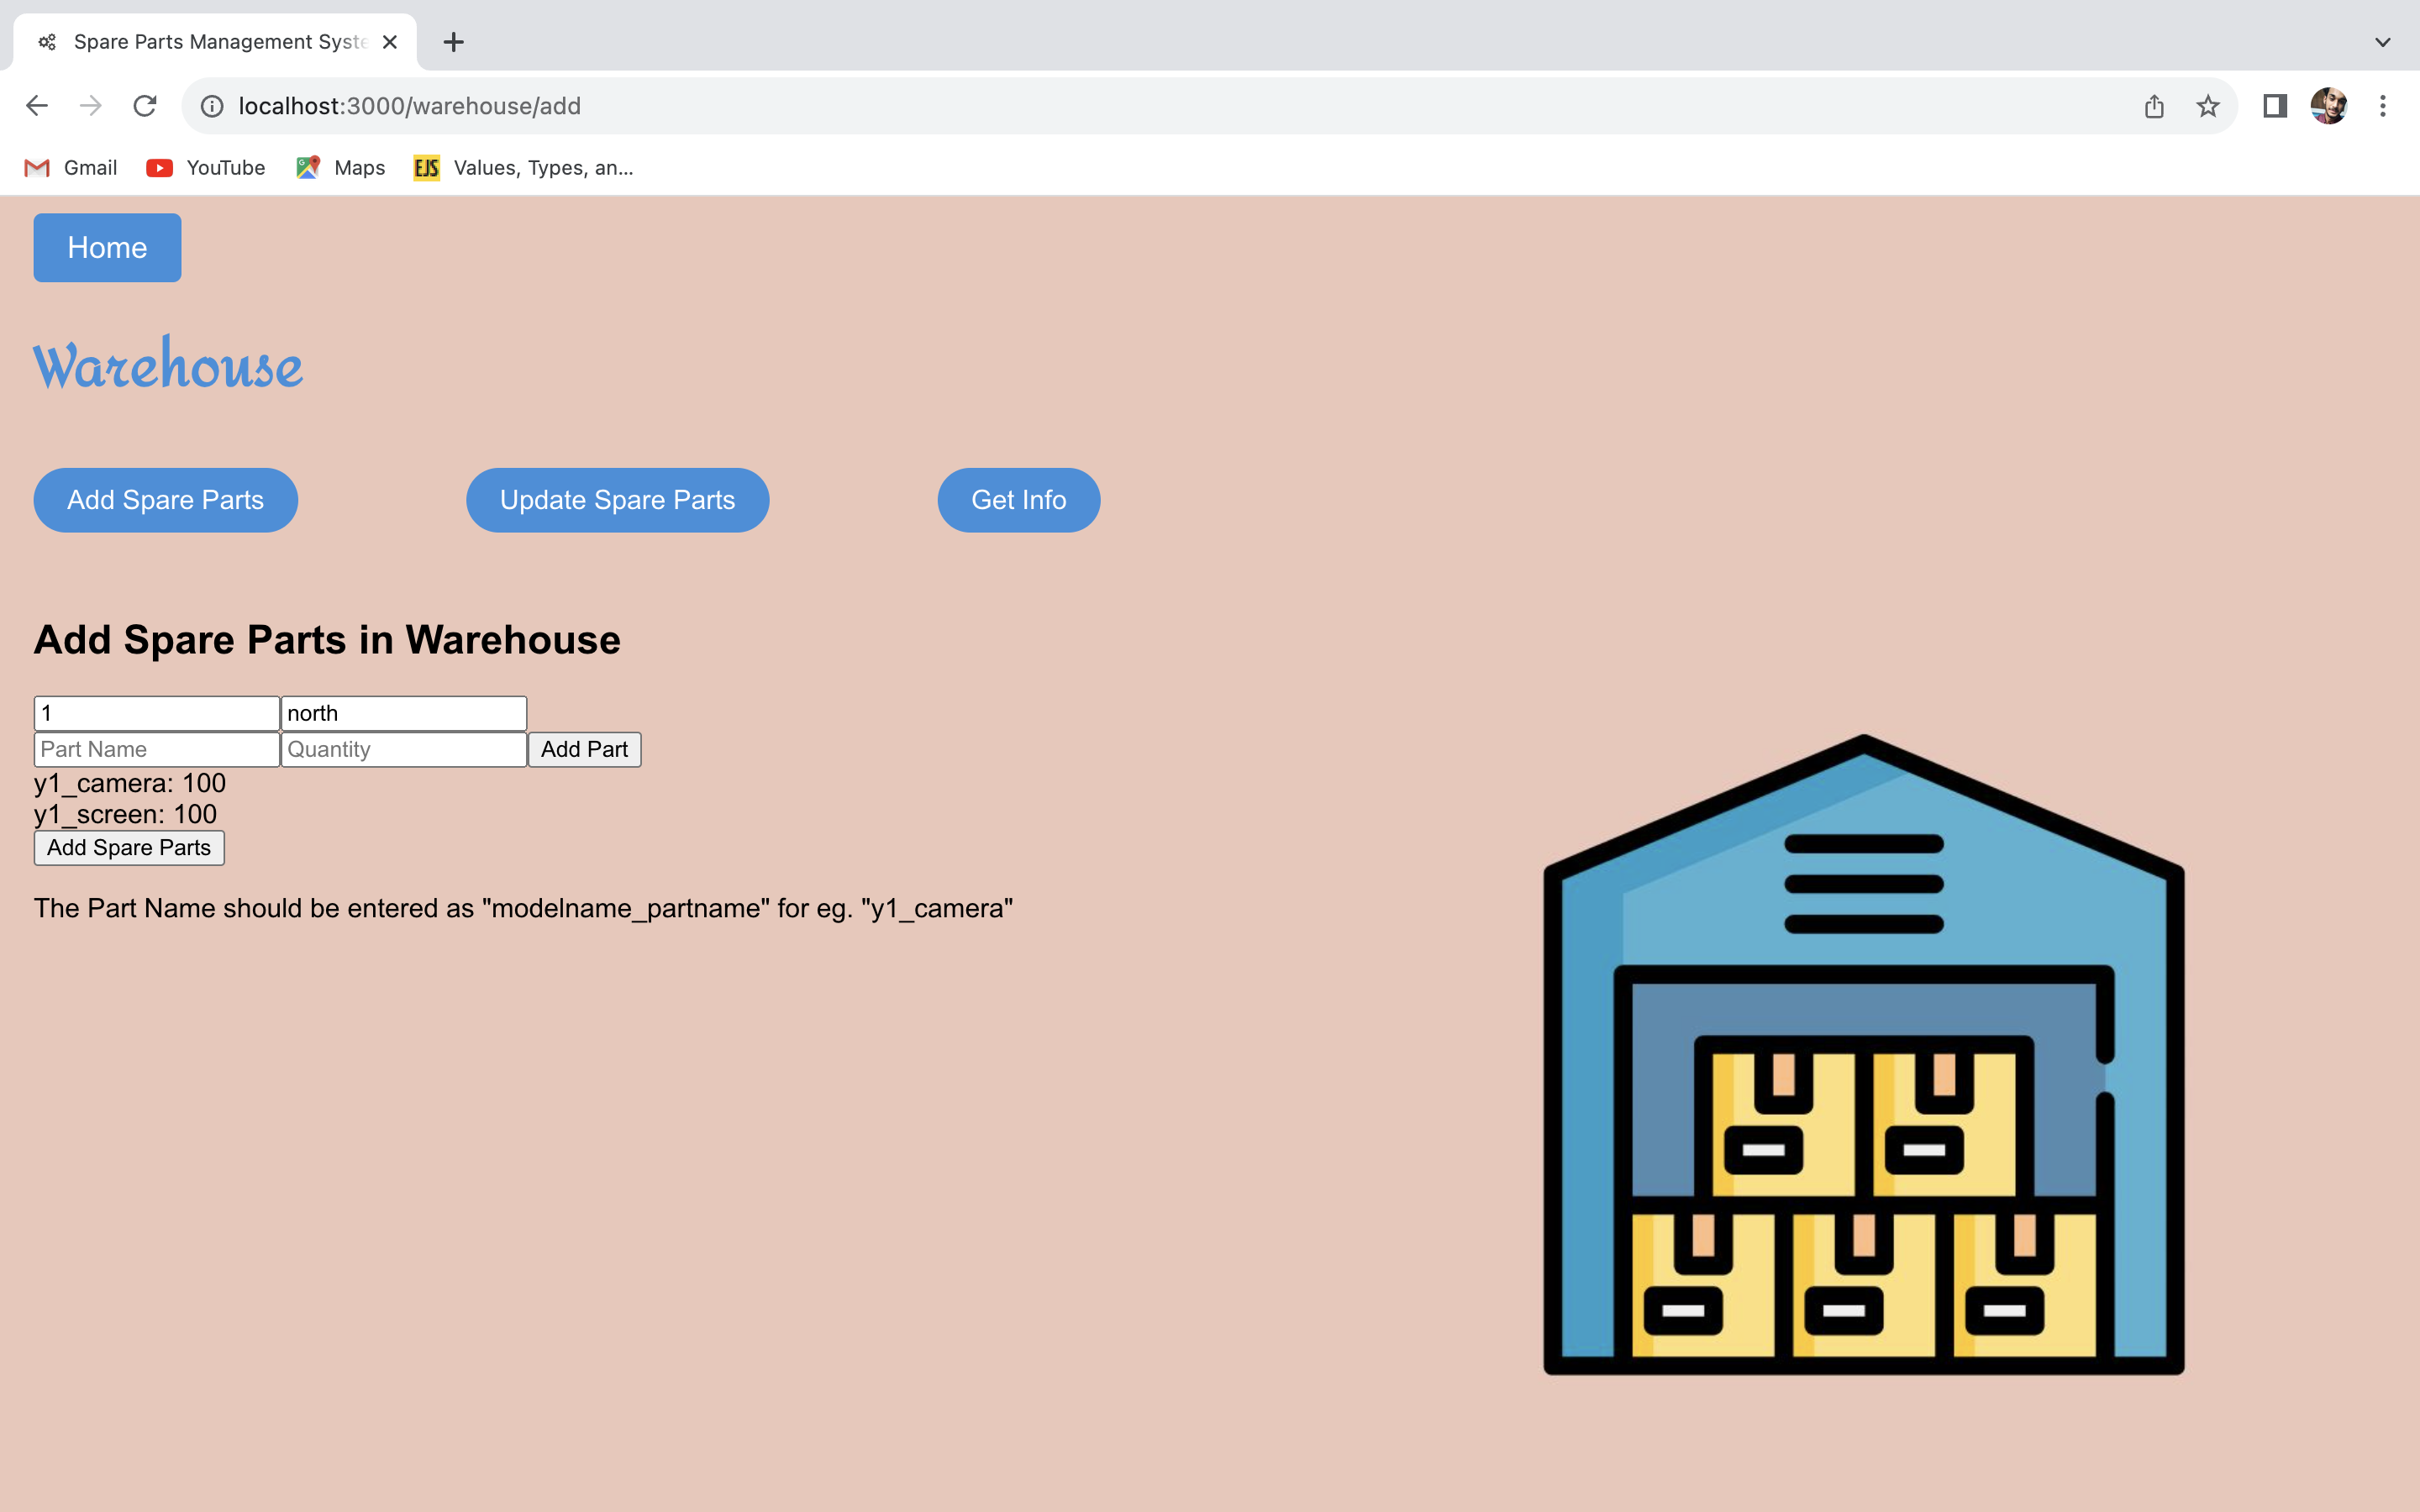 Spare Parts Management Syste
localhost:3000/warehouse/add
Gmail YouTube Maps EJS Values, Types, an...
Home
Warehouse
Add Spare Parts Update Spare Parts Get Info
Add Spare Parts in Warehouse
1 north
Part Name Quantity Add Part
y1_camera: 100
y1_screen: 100
Add Spare Parts
The Part Name should be entered as "modelname_partname" for eg. "y1_camera"